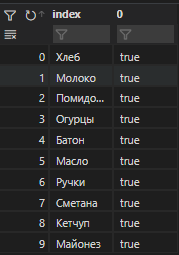 index 0
0 Хлеб true
1 Молоко true
2 Помидо... true
3 Огурцы true
4 Батон true
5 Масло true
6 Ручки true
7 Сметана true
8 Кетчуп true
9 Майонез true